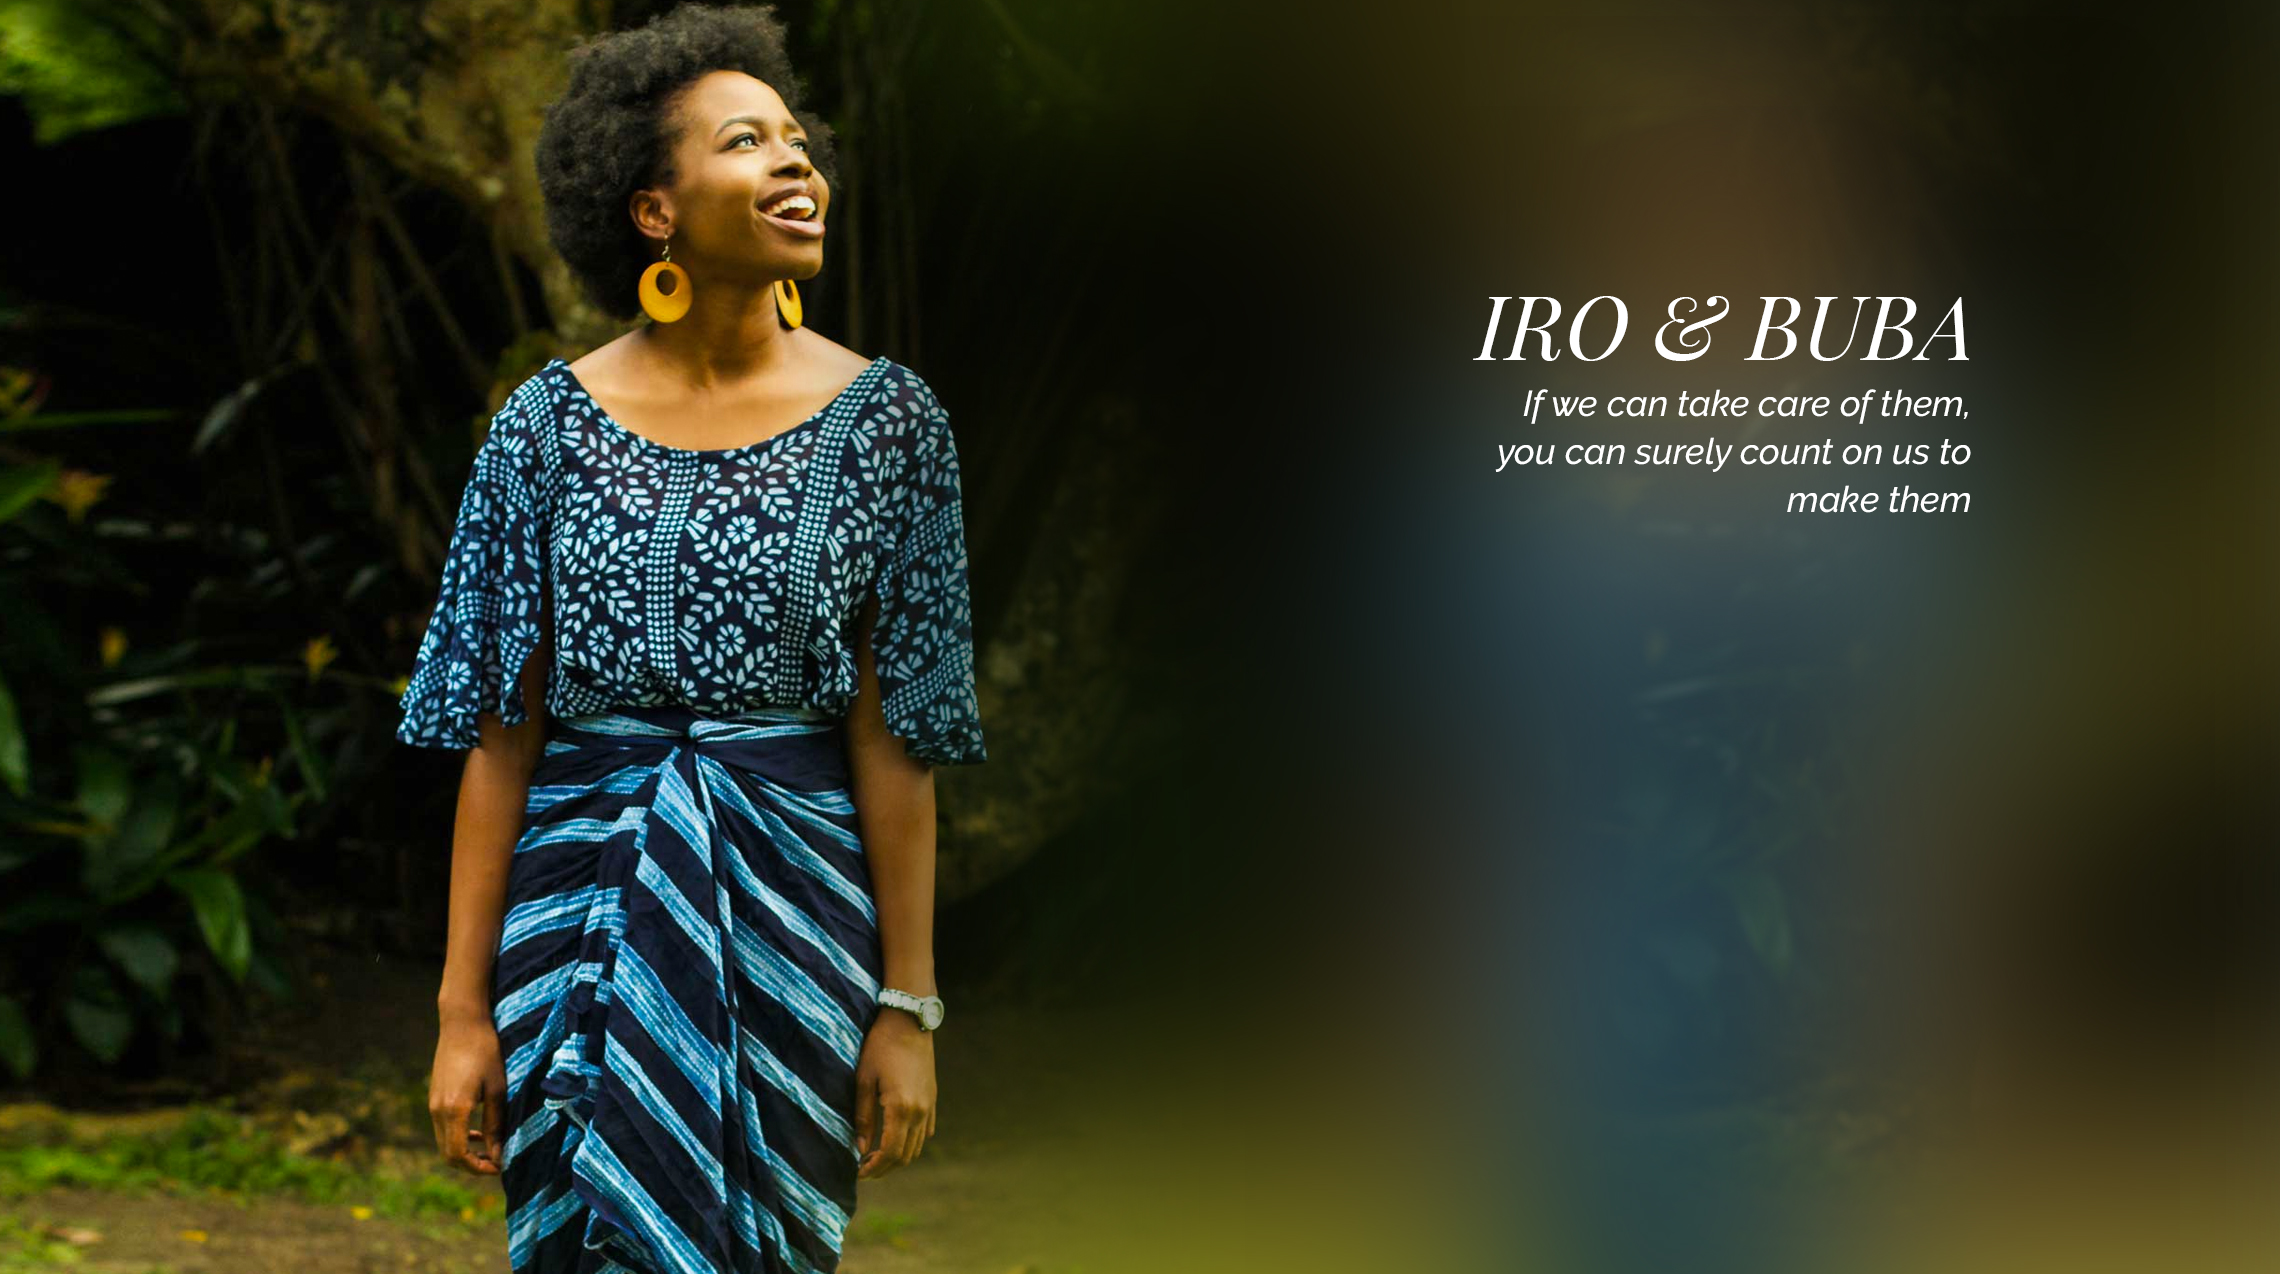 IRO & BUBA
If we can take care of them,
you can surely count on us to
make them